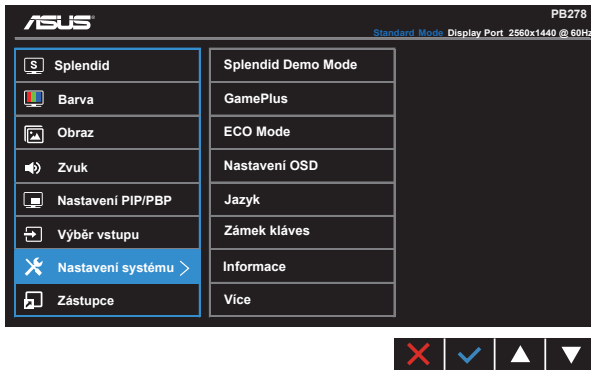 ASUS
PB278
Standard Mode Display Port 2560x1440 @ 60Hz
S Splendid
Barva
Obraz
Zvuk
Nastavení PIP/PBP
Výběr vstupu
Nastavení systému
Zástupce
Splendid Demo Mode
GamePlus
ECO Mode
Nastavení OSD
Jazyk
Zámek kláves
Informace
Více